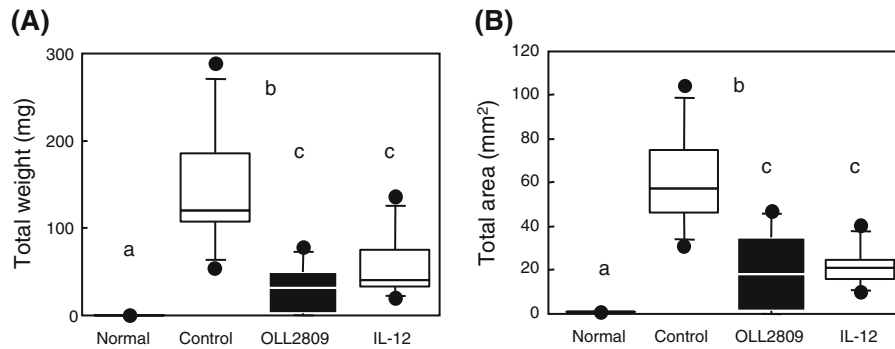 (A)
Total weight (mg)
300
200
100
0
a
b
c
c
Normal
Control
OLL2809
IL-12
(B)
Total area (mm²)
120
100
80
60
40
20
0
a
b
c
c
Normal
Control
OLL2809
IL-12